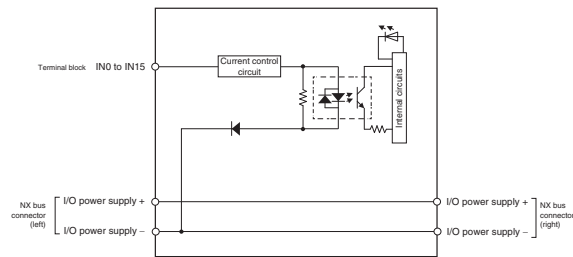 Terminal block IN0 to IN15
Current control
circuit
Internal circuits
NX bus
connector
(left)
I/O power supply +
I/O power supply –
I/O power supply +
I/O power supply –
NX bus
connector
(right)